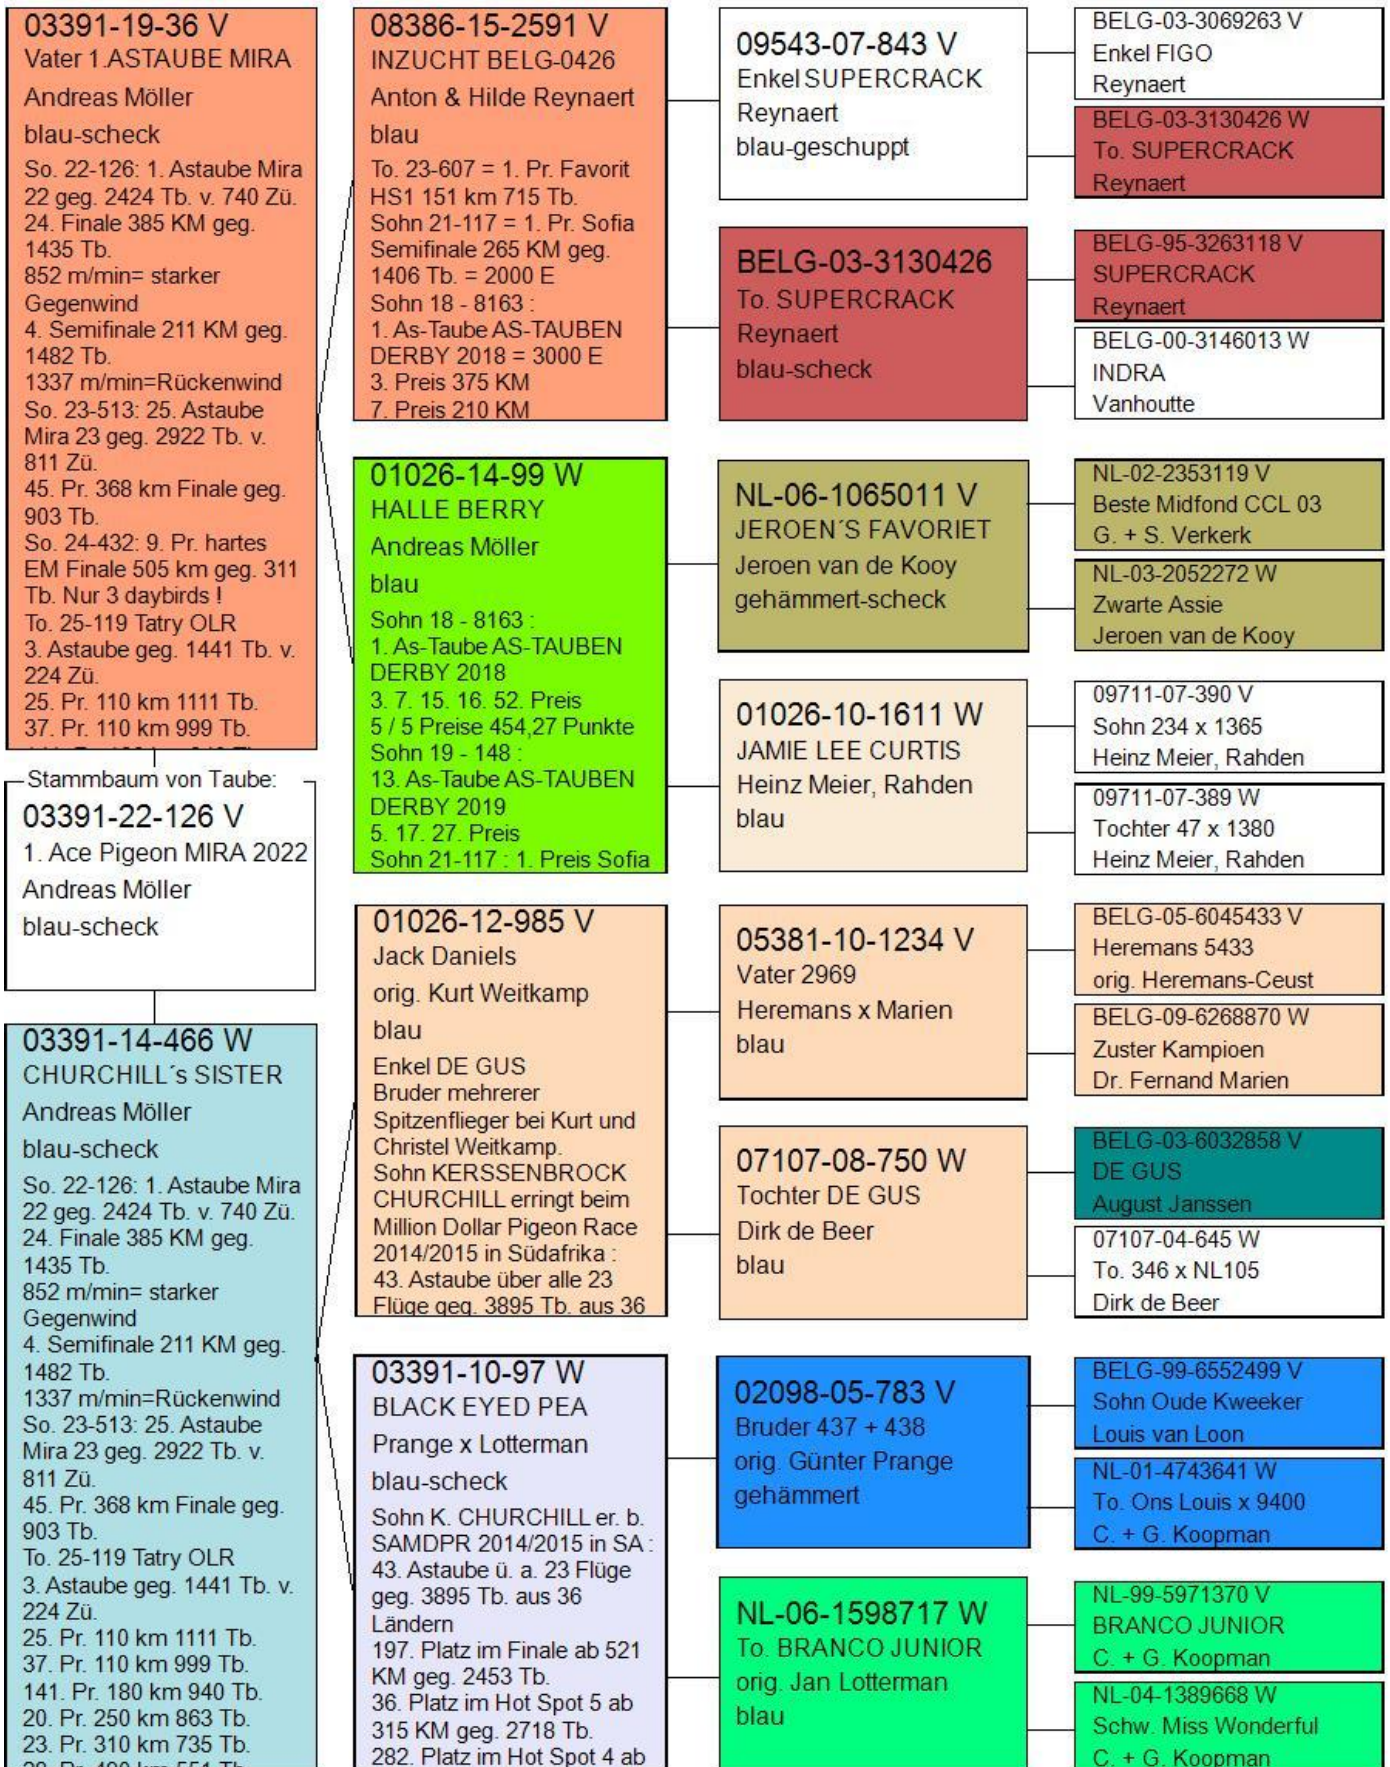 03391-19-36 V
Vater 1.ASTAUBE MIRA
Andreas Möller
blau-scheck
So. 22-126: 1. Astaube Mira
22 geg. 2424 Tb. v. 740 Zü.
24. Finale 385 KM geg.
1435 Tb.
852 m/min= starker
Gegenwind
4. Semifinale 211 KM geg.
1482 Tb.
1337 m/min=Rückenwind
So. 23-513: 25. Astaube
Mira 23 geg. 2922 Tb. v.
811 Zü.
45. Pr. 368 km Finale geg.
903 Tb.
So. 24-432: 9. Pr. hartes
EM Finale 505 km geg. 311
Tb. Nur 3 daybirds !
To. 25-119 Tatry OLR
3. Astaube geg. 1441 Tb. v.
224 Zü.
25. Pr. 110 km 1111 Tb.
37. Pr. 110 km 999 Tb.
Stammbaum von Taube:
03391-22-126 V
1. Ace Pigeon MIRA 2022
Andreas Möller
blau-scheck
03391-14-466 W
CHURCHILL´s SISTER
Andreas Möller
blau-scheck
So. 22-126: 1. Astaube Mira
22 geg. 2424 Tb. v. 740 Zü.
24. Finale 385 KM geg.
1435 Tb.
852 m/min= starker
Gegenwind
4. Semifinale 211 KM geg.
1482 Tb.
1337 m/min=Rückenwind
So. 23-513: 25. Astaube
Mira 23 geg. 2922 Tb. v.
811 Zü.
45. Pr. 368 km Finale geg.
903 Tb.
To. 25-119 Tatry OLR
3. Astaube geg. 1441 Tb. v.
224 Zü.
25. Pr. 110 km 1111 Tb.
37. Pr. 110 km 999 Tb.
141. Pr. 180 km 940 Tb.
20. Pr. 250 km 863 Tb.
23. Pr. 310 km 735 Tb.
08386-15-2591 V
INZUCHT BELG-0426
Anton & Hilde Reynaert
blau
To. 23-607 = 1. Pr. Favorit
HS1 151 km 715 Tb.
Sohn 21-117 = 1. Pr. Sofia
Semifinale 265 KM geg.
1406 Tb. = 2000 E
Sohn 18 - 8163 :
1. As-Taube AS-TAUBEN
DERBY 2018 = 3000 E
3. Preis 375 KM
7. Preis 210 KM
01026-14-99 W
HALLE BERRY
Andreas Möller
blau
Sohn 18 - 8163 :
1. As-Taube AS-TAUBEN
DERBY 2018
3. 7. 15. 16. 52. Preis
5 / 5 Preise 454,27 Punkte
Sohn 19 - 148 :
13. As-Taube AS-TAUBEN
DERBY 2019
5. 17. 27. Preis
Sohn 21-117 : 1. Preis Sofia
01026-12-985 V
Jack Daniels
orig. Kurt Weitkamp
blau
Enkel DE GUS
Bruder mehrerer
Spitzenflieger bei Kurt und
Christel Weitkamp.
Sohn KERSSENBROCK
CHURCHILL erringt beim
Million Dollar Pigeon Race
2014/2015 in Südafrika :
43. Astaube über alle 23
Flüge geg. 3895 Tb. aus 36
03391-10-97 W
BLACK EYED PEA
Prange x Lotterman
blau-scheck
Sohn K. CHURCHILL er. b.
SAMDPR 2014/2015 in SA :
43. Astaube ü. a. 23 Flüge
geg. 3895 Tb. aus 36
Ländern
197. Platz im Finale ab 521
KM geg. 2453 Tb.
36. Platz im Hot Spot 5 ab
315 KM geg. 2718 Tb.
282. Platz im Hot Spot 4 ab
09543-07-843 V
Enkel SUPERCRACK
Reynaert
blau-geschuppt
BELG-03-3130426
To. SUPERCRACK
Reynaert
blau-scheck
NL-06-1065011 V
JEROEN´S FAVORIET
Jeroen van de Kooy
gehämmert-scheck
01026-10-1611 W
JAMIE LEE CURTIS
Heinz Meier, Rahden
blau
05381-10-1234 V
Vater 2969
Heremans x Marien
blau
07107-08-750 W
Tochter DE GUS
Dirk de Beer
blau
02098-05-783 V
Bruder 437 + 438
orig. Günter Prange
gehämmert
NL-06-1598717 W
To. BRANCO JUNIOR
orig. Jan Lotterman
blau
BELG-03-3069263 V
Enkel FIGO
Reynaert
BELG-03-3130426 W
To. SUPERCRACK
Reynaert
BELG-95-3263118 V
SUPERCRACK
Reynaert
BELG-00-3146013 W
INDRA
Vanhoutte
NL-02-2353119 V
Beste Midfond CCL 03
G. + S. Verkerk
NL-03-2052272 W
Zwarte Assie
Jeroen van de Kooy
09711-07-390 V
Sohn 234 x 1365
Heinz Meier, Rahden
09711-07-389 W
Tochter 47 x 1380
Heinz Meier, Rahden
BELG-05-6045433 V
Heremans 5433
orig. Heremans-Ceust
BELG-09-6268870 W
Zuster Kampioen
Dr. Fernand Marien
BELG-03-6032858 V
DE GUS
August Janssen
07107-04-645 W
To. 346 x NL105
Dirk de Beer
BELG-99-6552499 V
Sohn Oude Kweeker
Louis van Loon
NL-01-4743641 W
To. Ons Louis x 9400
C. + G. Koopman
NL-99-5971370 V
BRANCO JUNIOR
C. + G. Koopman
NL-04-1389668 W
Schw. Miss Wonderful
C. + G. Koopman